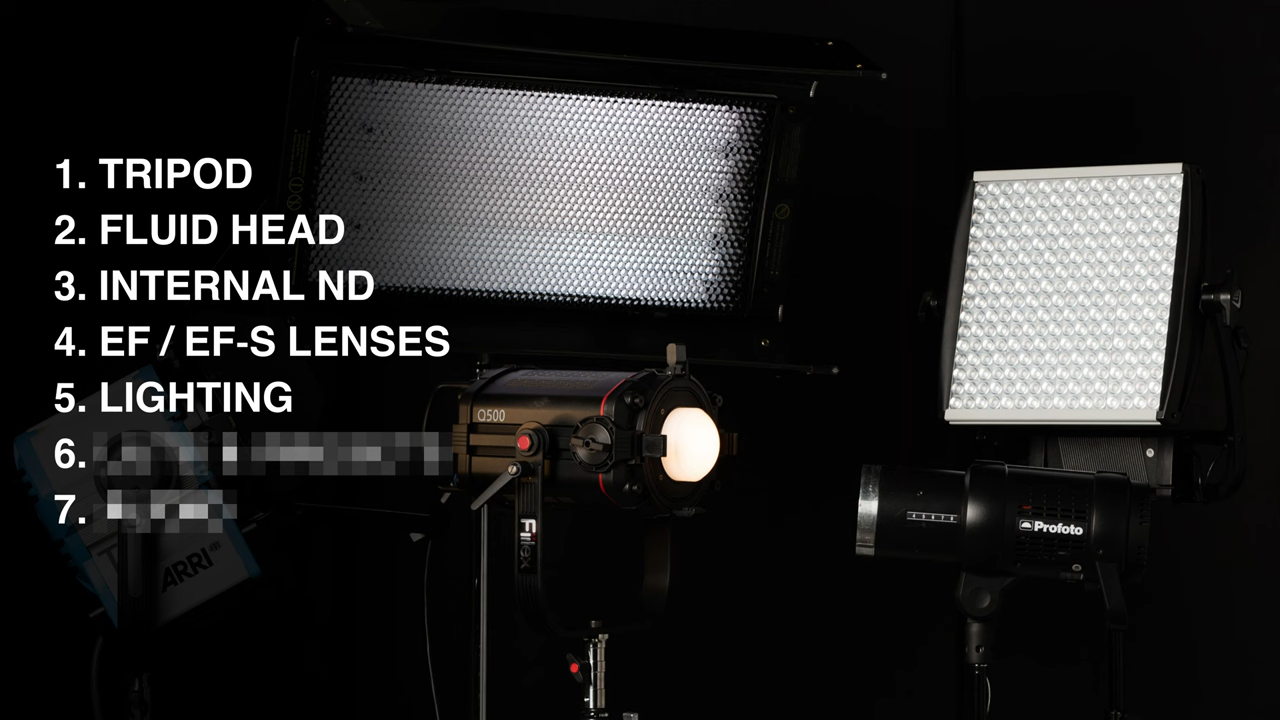 1. TRIPOD
2. FLUID HEAD
3. INTERNAL ND
4. EF / EF-S LENSES
5. LIGHTING
6.
7.
Q500
Fillex
Profoto
ARRI